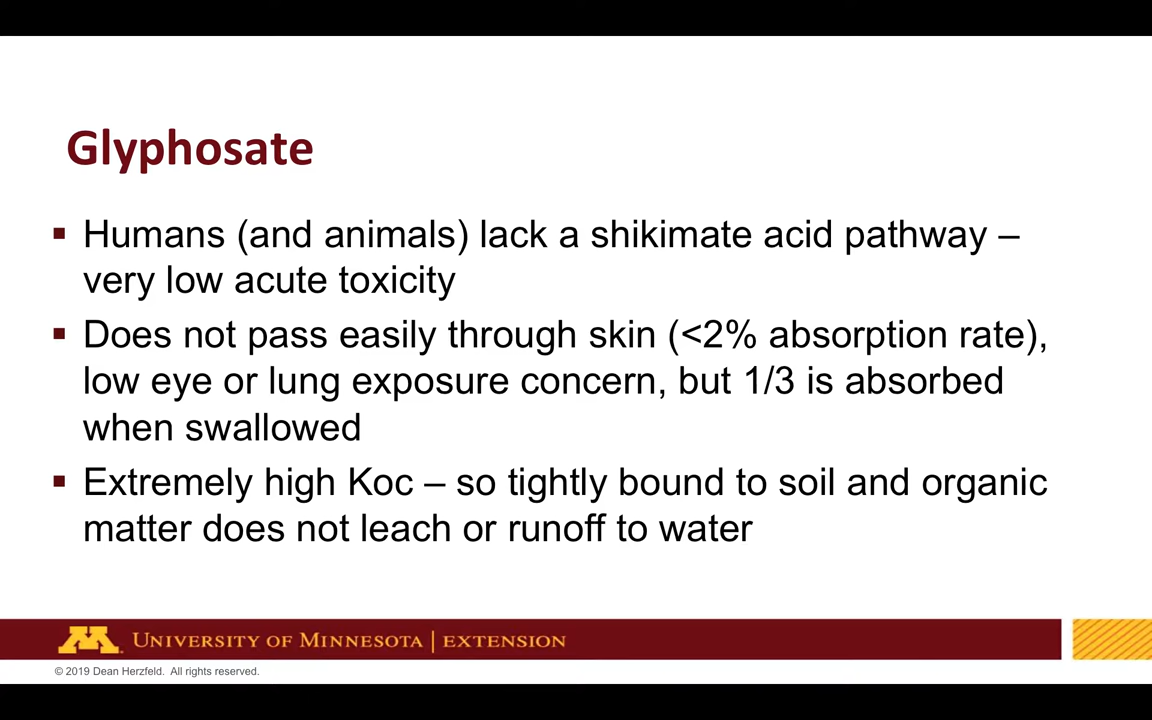 Glyphosate
▪ Humans (and animals) lack a shikimate acid pathway –
very low acute toxicity
▪ Does not pass easily through skin (<2% absorption rate),
low eye or lung exposure concern, but 1/3 is absorbed
when swallowed
▪ Extremely high Koc – so tightly bound to soil and organic
matter does not leach or runoff to water
M. UNIVERSITY OF MINNESOTA | EXTENSION
© 2019 Dean Herzfeld. All rights reserved.